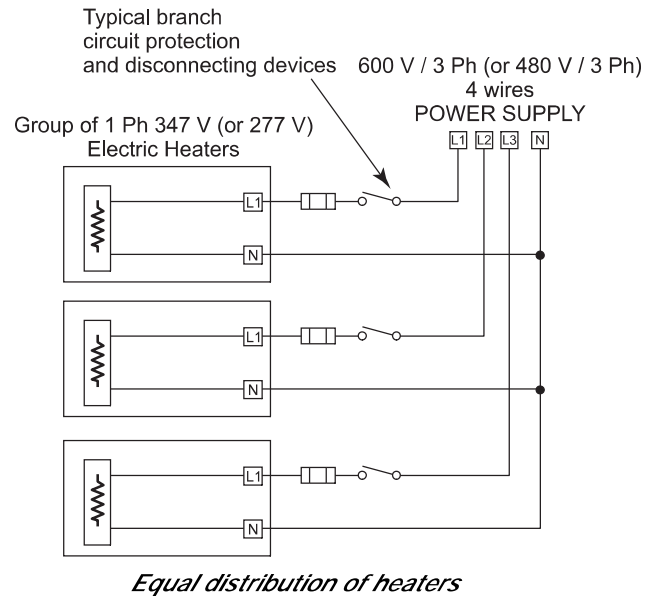 Typical branch
circuit protection
and disconnecting devices
600 V / 3 Ph (or 480 V / 3 Ph)
4 wires
POWER SUPPLY
L1 L2 L3 N
Group of 1 Ph 347 V (or 277 V)
Electric Heaters
L1
N
L1
N
L1
N
Equal distribution of heaters